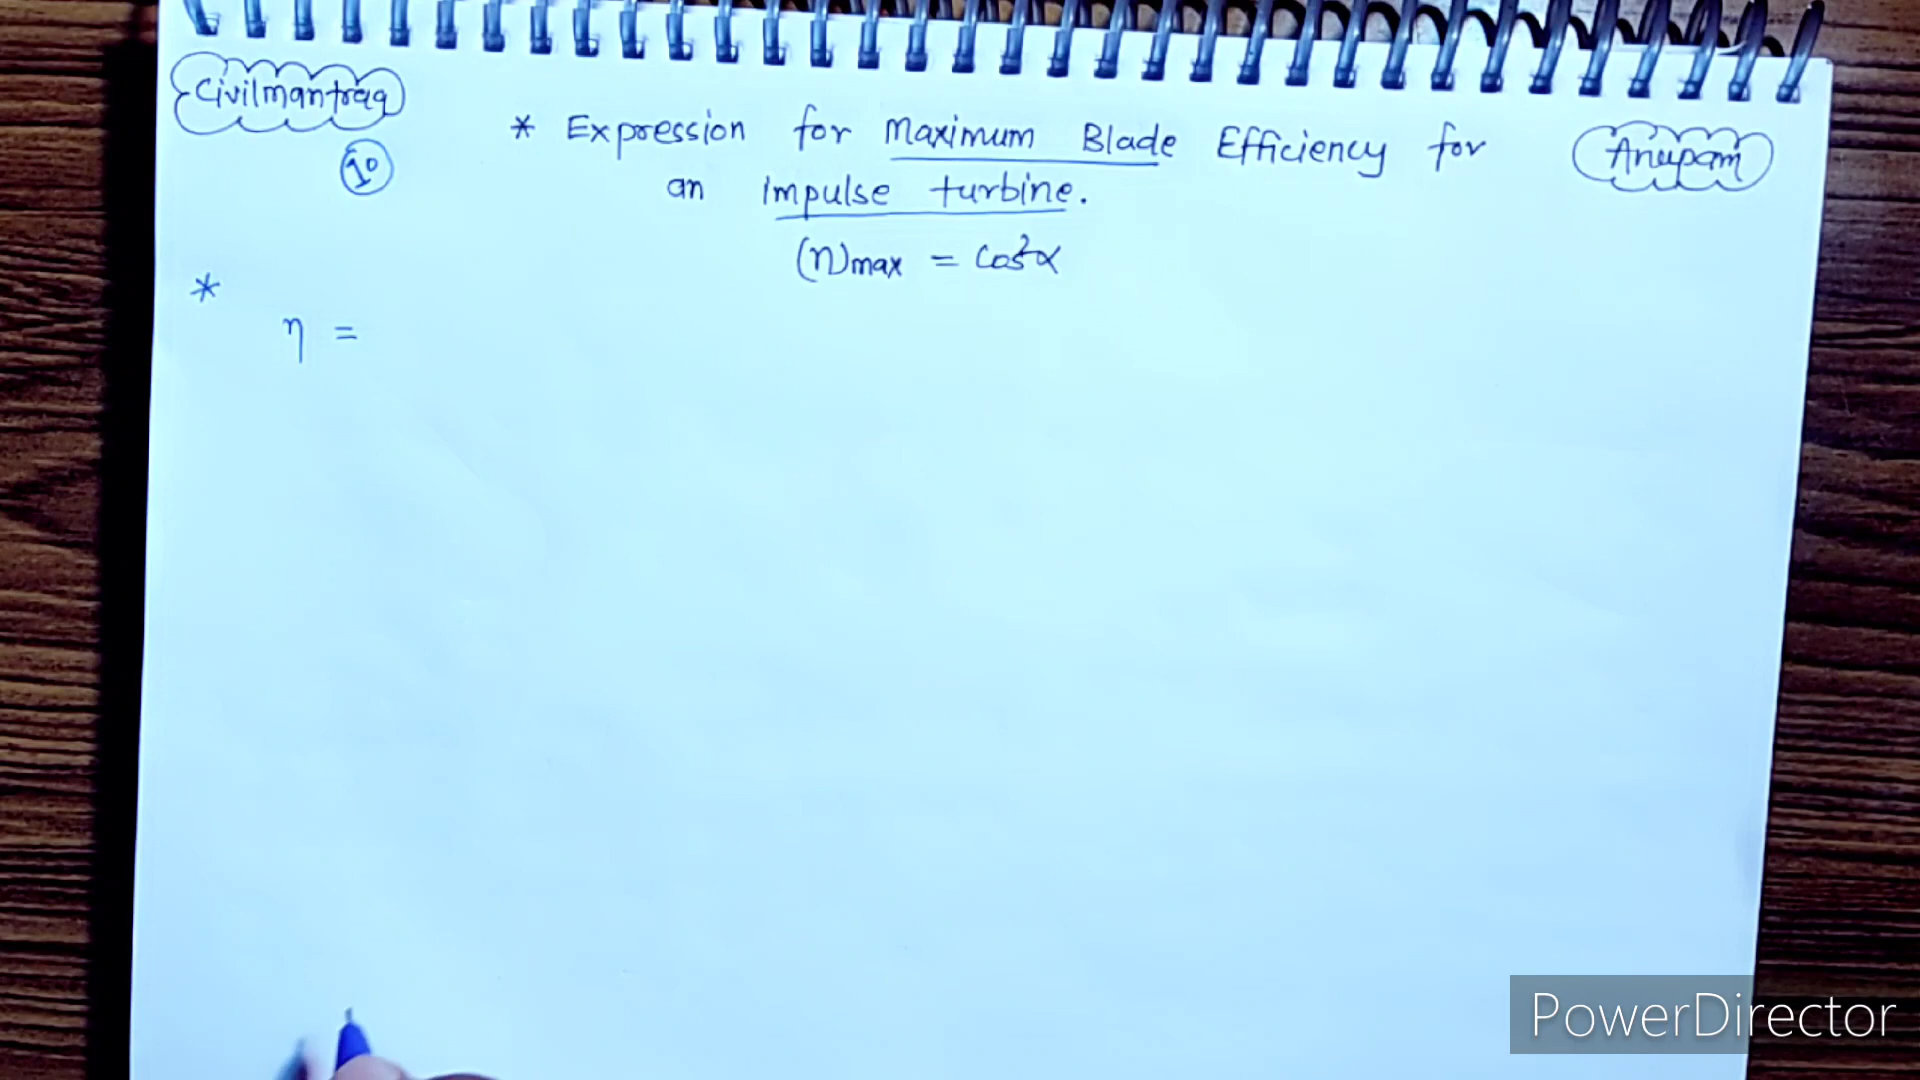 Civilmantraa
10
* Expression for Maximum Blade Efficiency for
Anupam
an impulse turbine.
(η)max = Cos²α
*
η =
PowerDirector